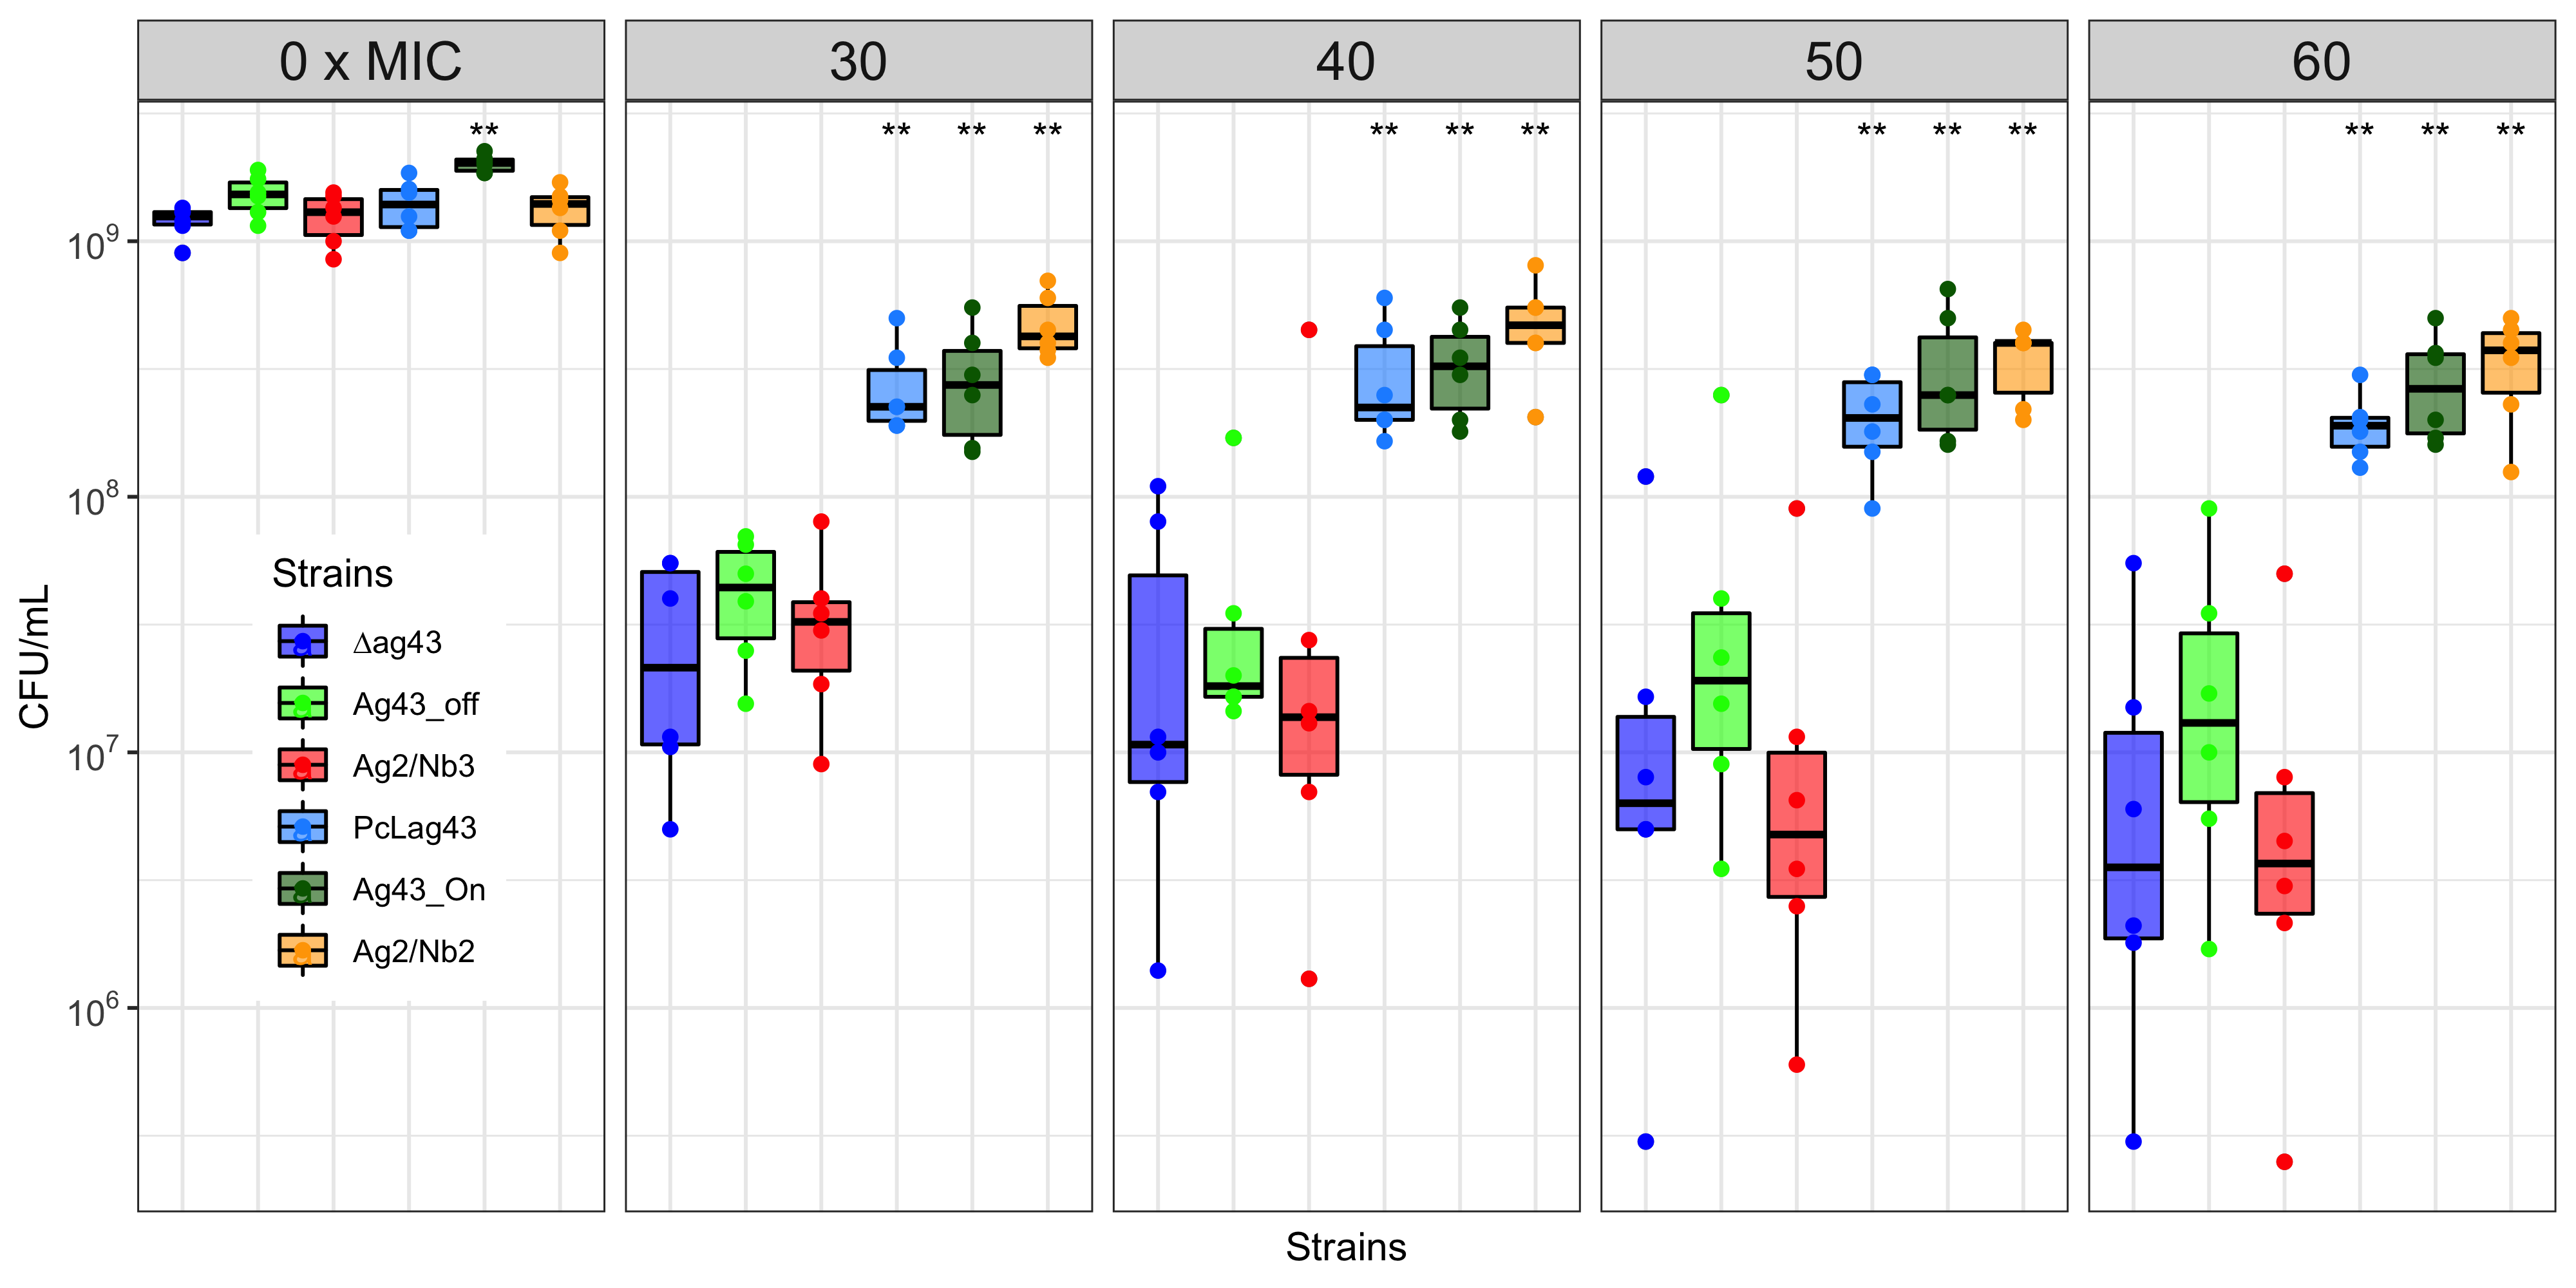 0 x MIC
30
40
50
60
**
** ** **
** ** **
** ** **
** ** **
10⁹
10⁸
10⁷
10⁶
CFU/mL
Strains
Δag43
Ag43_off
Ag2/Nb3
PcLag43
Ag43_On
Ag2/Nb2
Strains